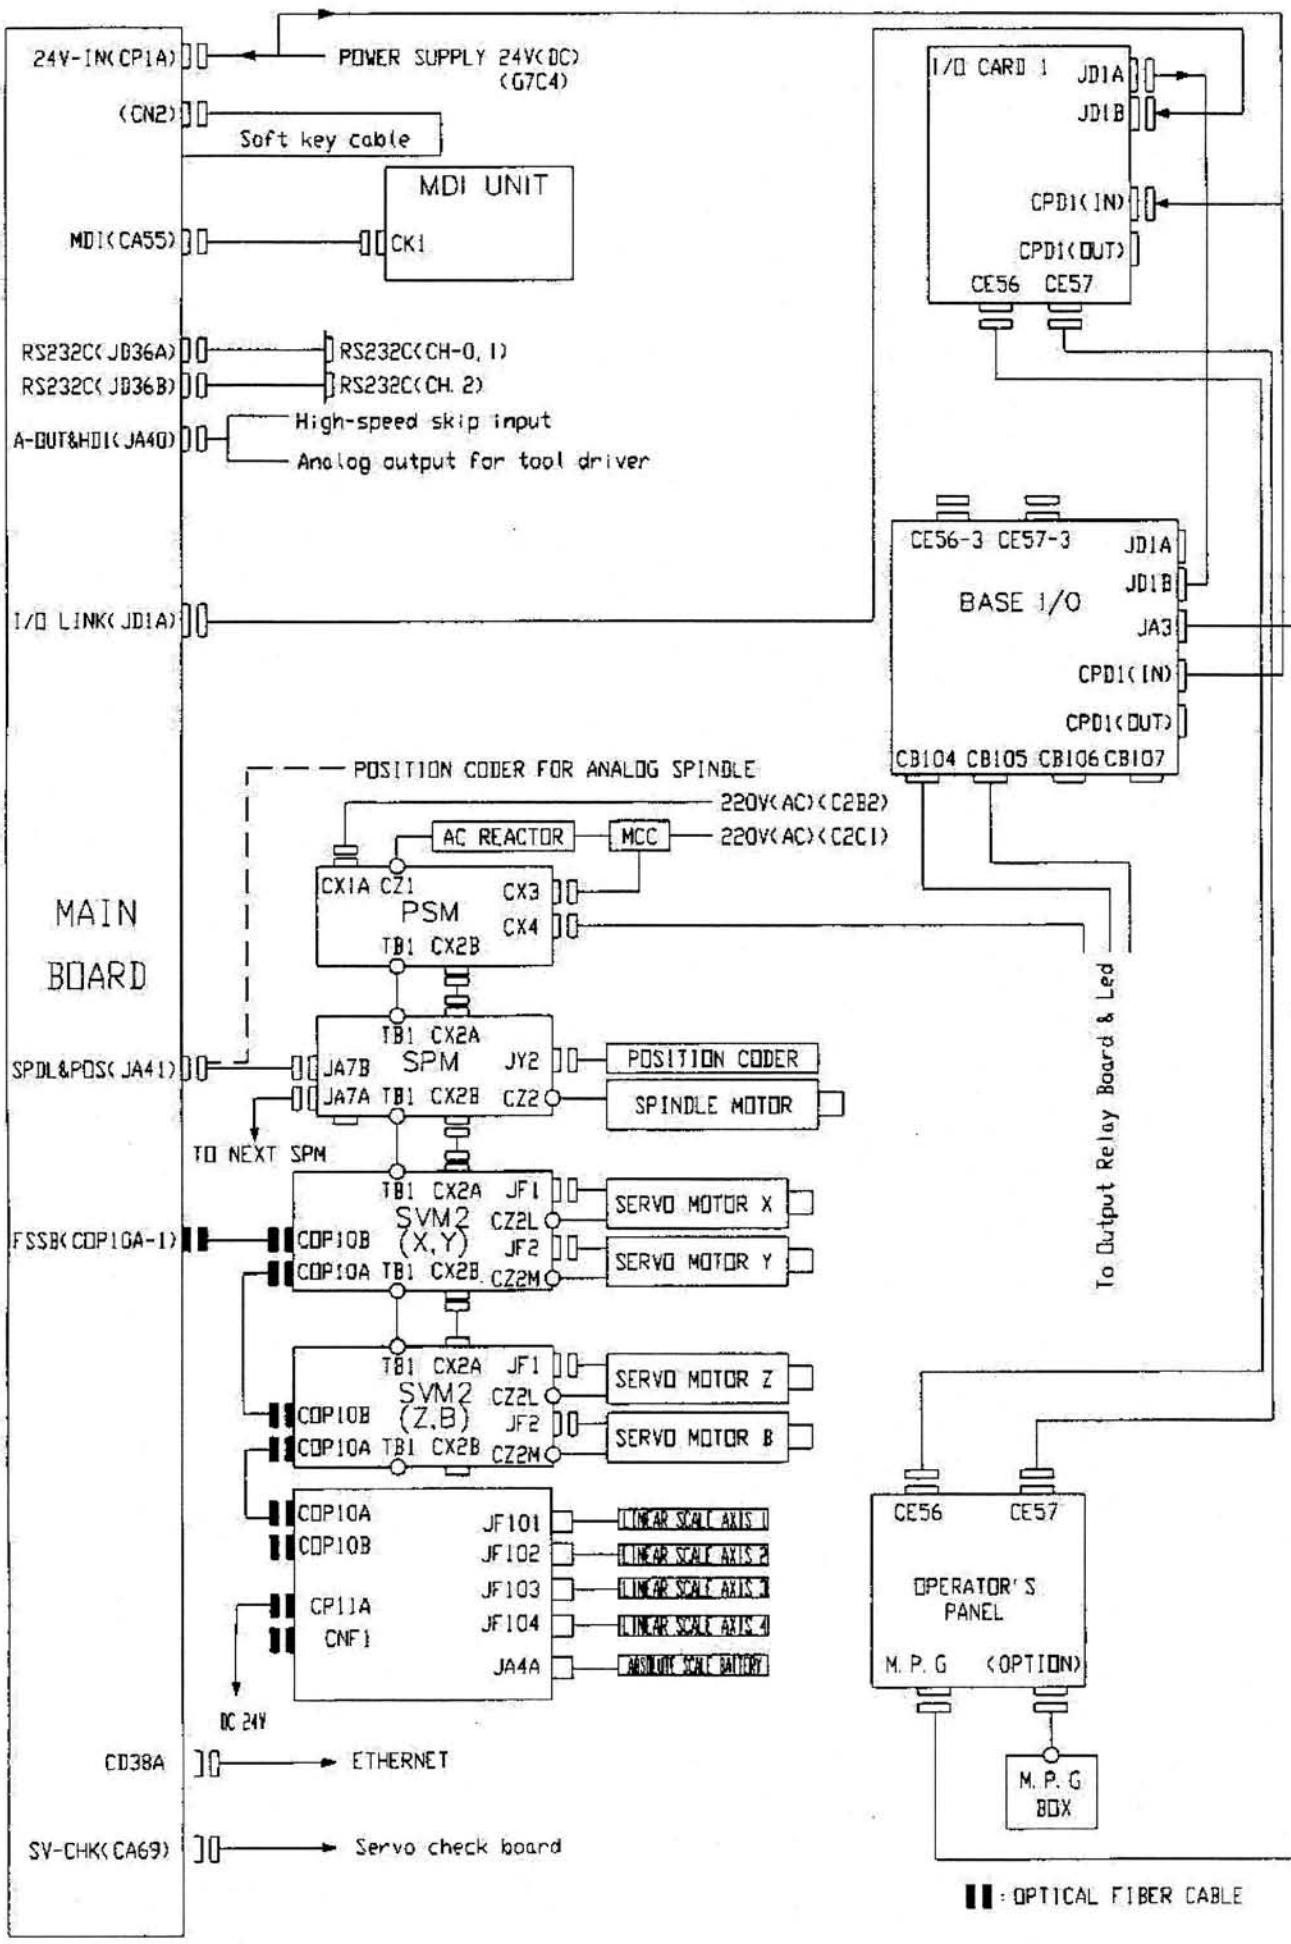 24V-IN(CP1A)
POWER SUPPLY 24V(DC)
(G7C4)
(CN2)
Soft key cable
MDI UNIT
MDI(CA55)
CK1
RS232C(JD36A)
RS232C(CH-0,1)
RS232C(JD36B)
RS232C(CH.2)
A-OUT&HDI(JA40)
High-speed skip input
Analog output for tool driver
I/O LINK(JD1A)
I/O CARD 1
JD1A
JD1B
CPD1(IN)
CPD1(OUT)
CE56 CE57
CE56-3 CE57-3
JD1A
BASE I/O
JD1B
JA3
CPD1(IN)
CPD1(OUT)
CB104 CB105 CB106 CB107
POSITION CODER FOR ANALOG SPINDLE
220V(AC)(C2B2)
AC REACTOR
MCC
220V(AC)(C2C1)
CX1A CZ1
CX3
PSM
CX4
TB1 CX2B
MAIN
BOARD
TB1 CX2A
SPDL&POS(JA41)
JA7B
SPM
JY2
POSITION CODER
JA7A TB1 CX2B
CZ2
SPINDLE MOTOR
TO NEXT SPM
TB1 CX2A JF1
SERVO MOTOR X
SVM2
(X,Y)
CZ2L
FSSB(COP10A-1)
COP10B
JF2
SERVO MOTOR Y
COP10A TB1 CX2B CZ2M
To Output Relay Board & Led
TB1 CX2A JF1
SERVO MOTOR Z
SVM2
(Z,B)
CZ2L
COP10B
JF2
SERVO MOTOR B
COP10A TB1 CX2B CZ2M
COP10A
JF101
LINEAR SCALE AXIS 1
COP10B
JF102
LINEAR SCALE AXIS 2
JF103
LINEAR SCALE AXIS 3
CP11A
JF104
LINEAR SCALE AXIS 4
CNF1
JA4A
ABSOLUTE SCALE BATTERY
DC 24V
CE56 CE57
OPERATOR'S
PANEL
M.P.G (OPTION)
M.P.G
BOX
CD38A
ETHERNET
SV-CHK(CA69)
Servo check board
: OPTICAL FIBER CABLE